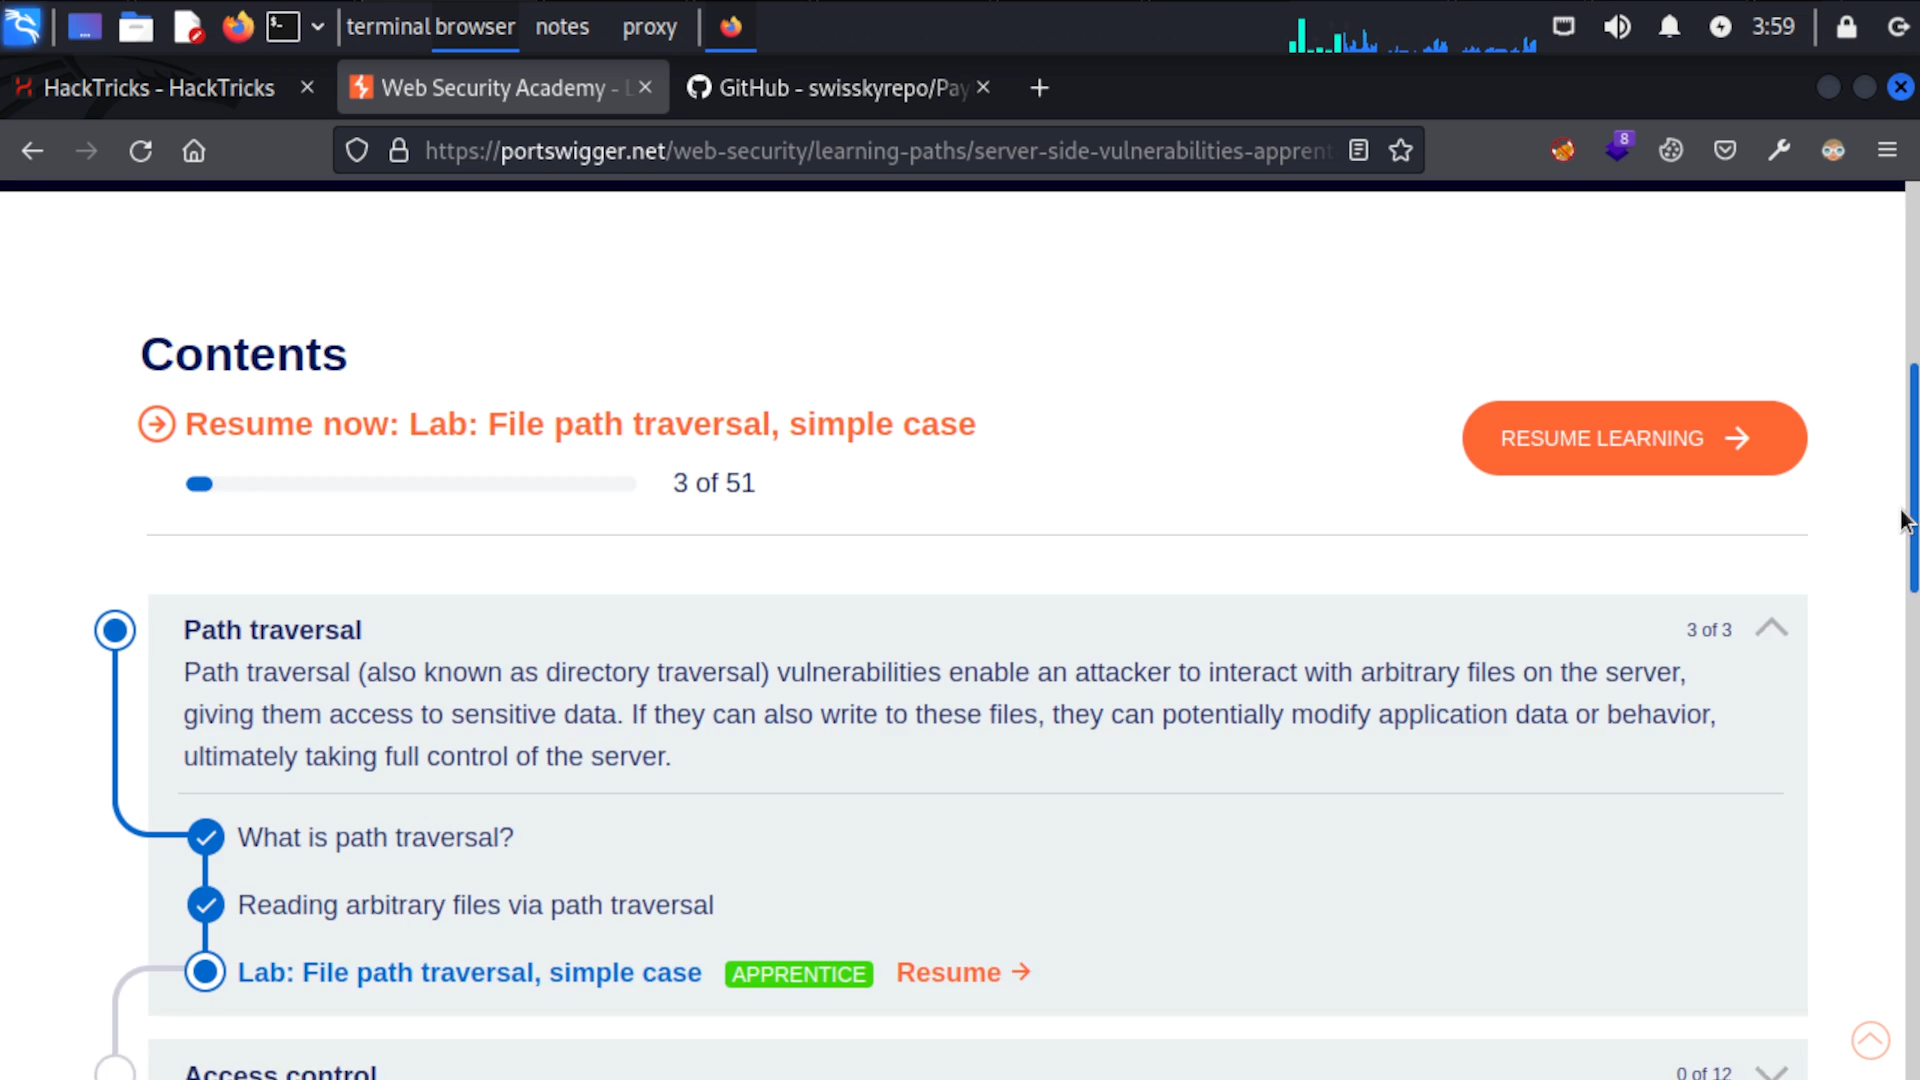 terminal browser notes proxy 3:59
HackTricks - HackTricks
Web Security Academy - L
GitHub - swisskyrepo/Pay
https://portswigger.net/web-security/learning-paths/server-side-vulnerabilities-apprent
8
Contents
Resume now: Lab: File path traversal, simple case
RESUME LEARNING
3 of 51
Path traversal
3 of 3
Path traversal (also known as directory traversal) vulnerabilities enable an attacker to interact with arbitrary files on the server,
giving them access to sensitive data. If they can also write to these files, they can potentially modify application data or behavior,
ultimately taking full control of the server.
What is path traversal?
Reading arbitrary files via path traversal
Lab: File path traversal, simple case APPRENTICE Resume →
Access control
0 of 12